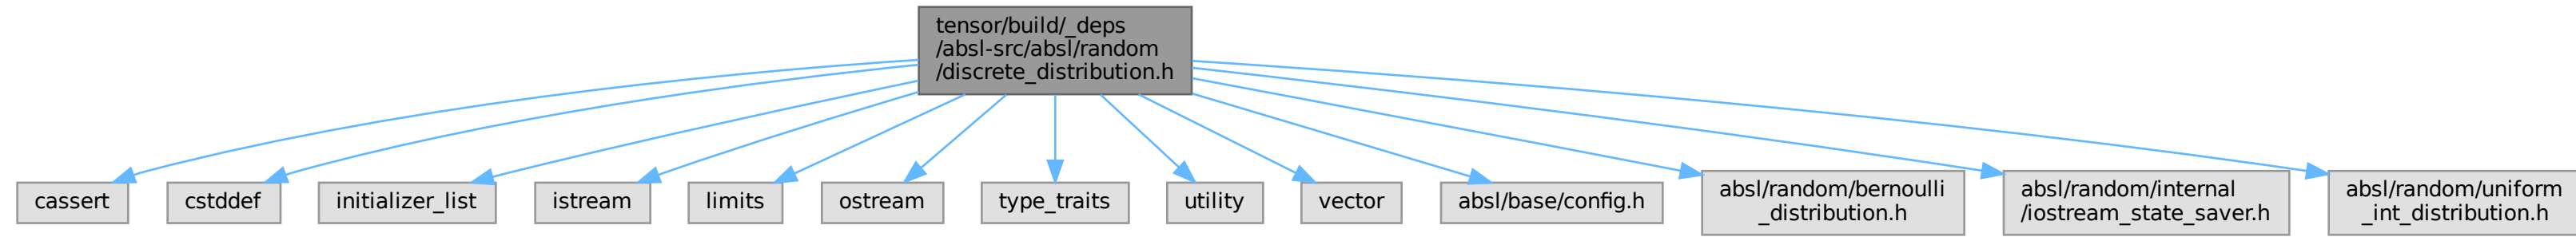 tensor/build/_deps
/absl-src/absl/random
/discrete_distribution.h
cassert
cstddef
initializer_list
istream
limits
ostream
type_traits
utility
vector
absl/base/config.h
absl/random/bernoulli
_distribution.h
absl/random/internal
/iostream_state_saver.h
absl/random/uniform
_int_distribution.h